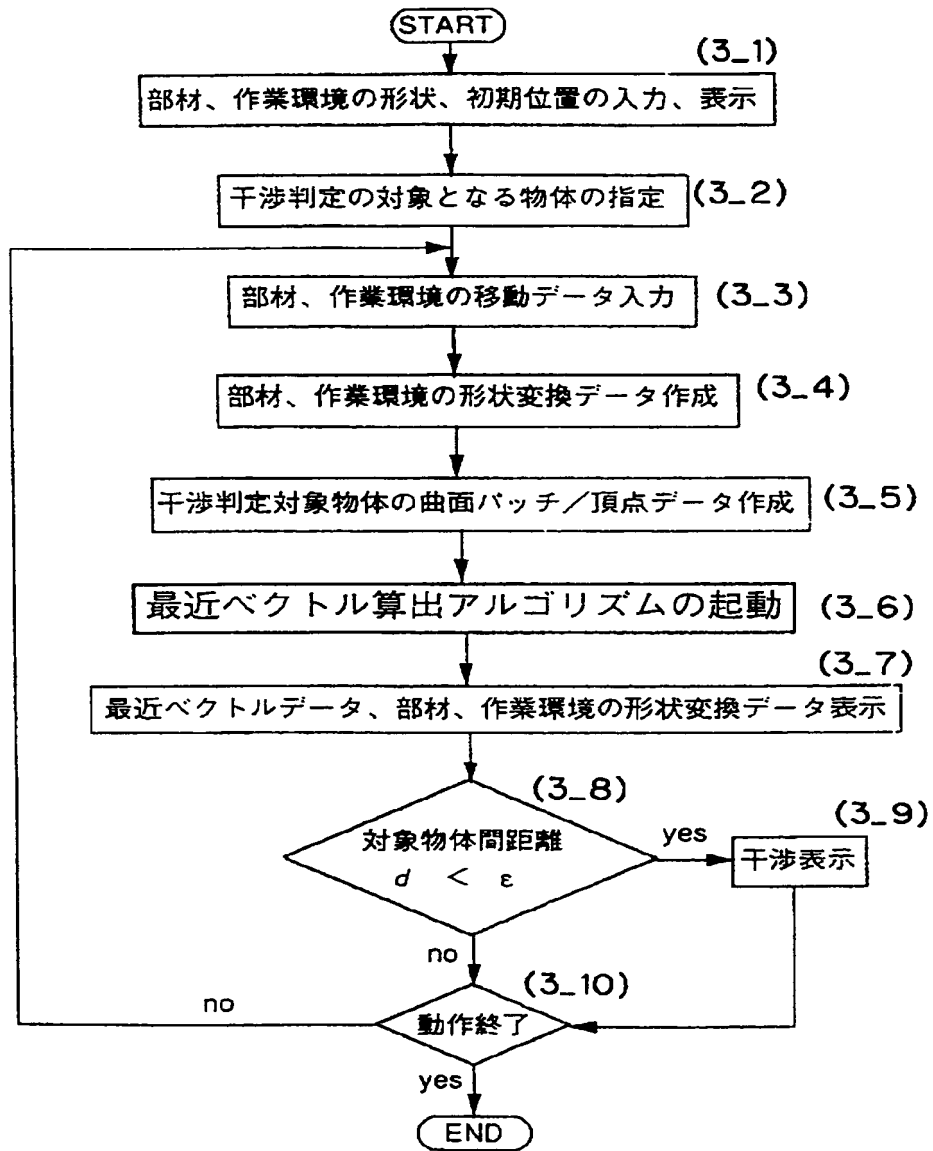 START
(3_1)
部材、作業環境の形状、初期位置の入力、表示
干渉判定の対象となる物体の指定
(3_2)
部材、作業環境の移動データ入力
(3_3)
部材、作業環境の形状変換データ作成
(3_4)
干渉判定対象物体の曲面パッチ／頂点データ作成
(3_5)
最近ベクトル算出アルゴリズムの起動
(3_6)
(3_7)
最近ベクトルデータ、部材、作業環境の形状変換データ表示
(3_8)
対象物体間距離
d < ε
yes
(3_9)
干渉表示
no
(3_10)
動作終了
no
yes
END